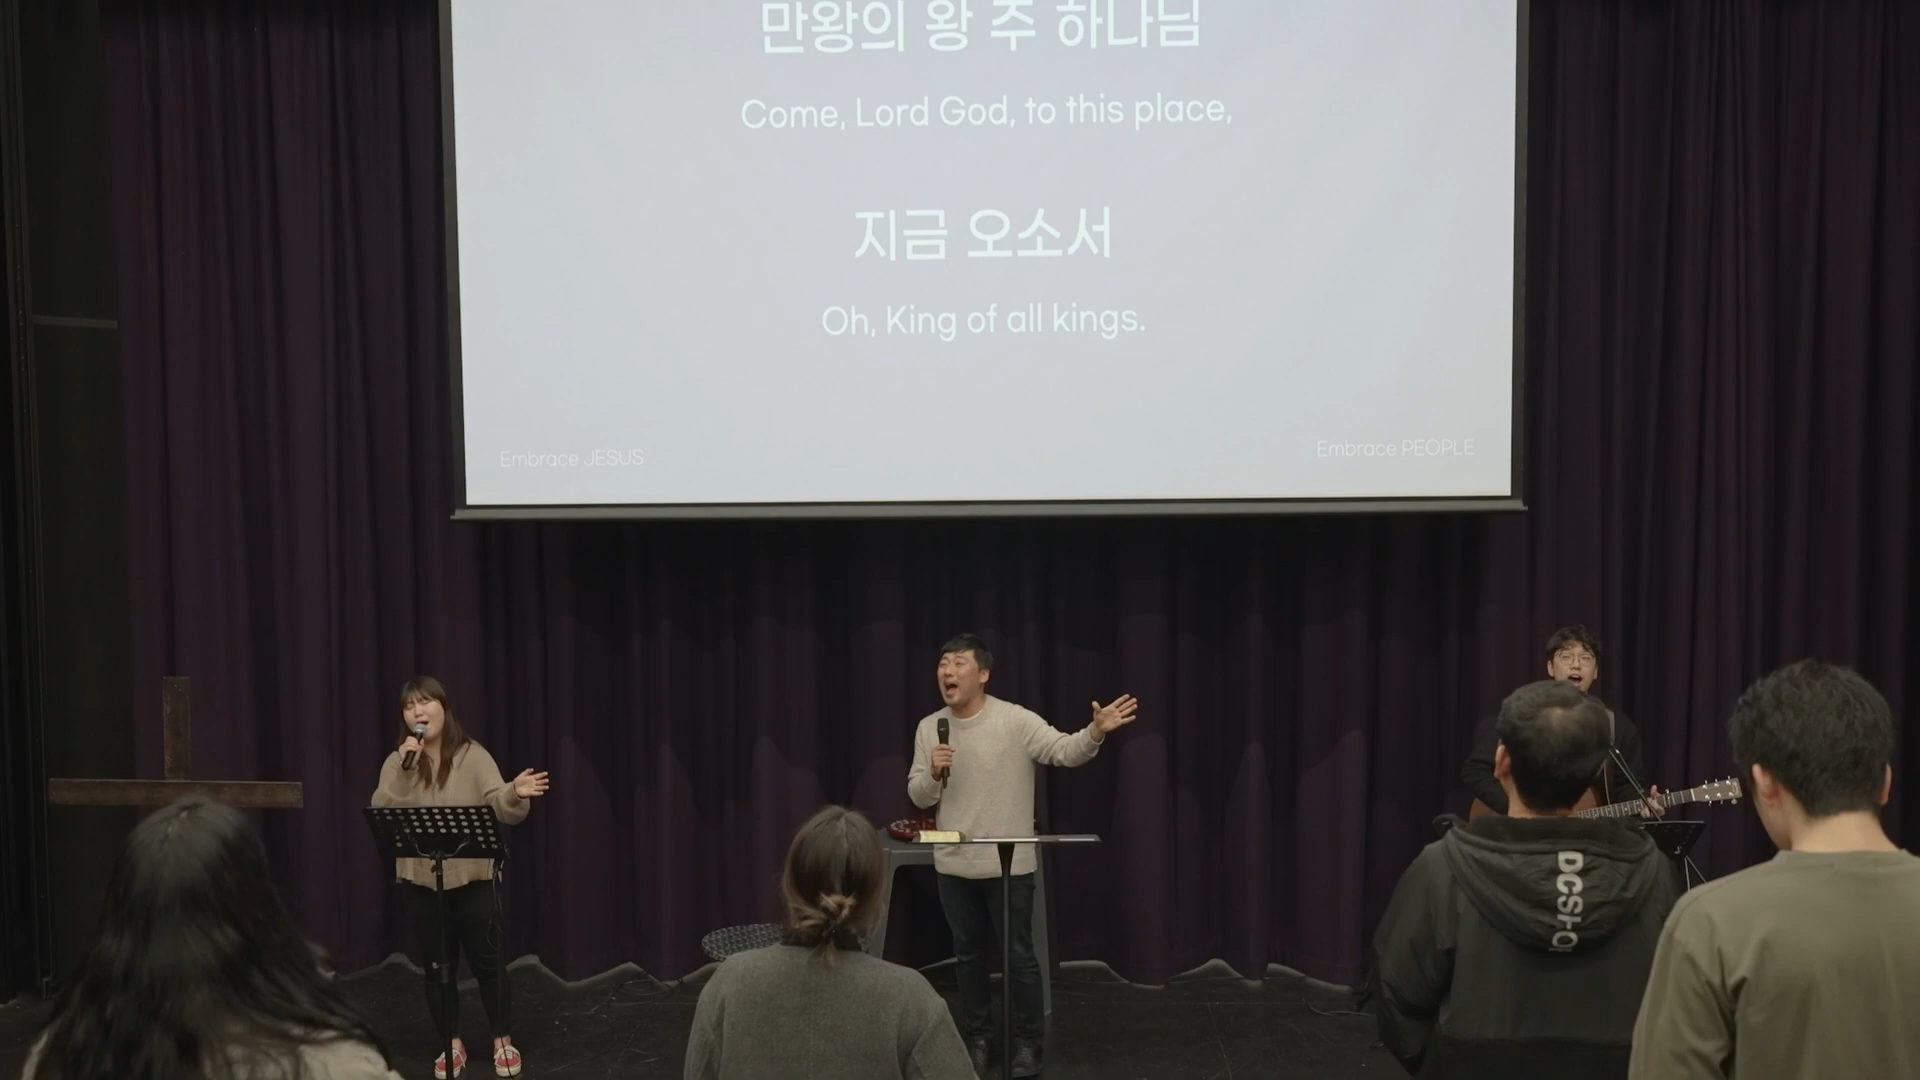 만왕의 왕 주 하나님
Come, Lord God, to this place,
지금 오소서
Oh, King of all kings.
Embrace JESUS
Embrace PEOPLE